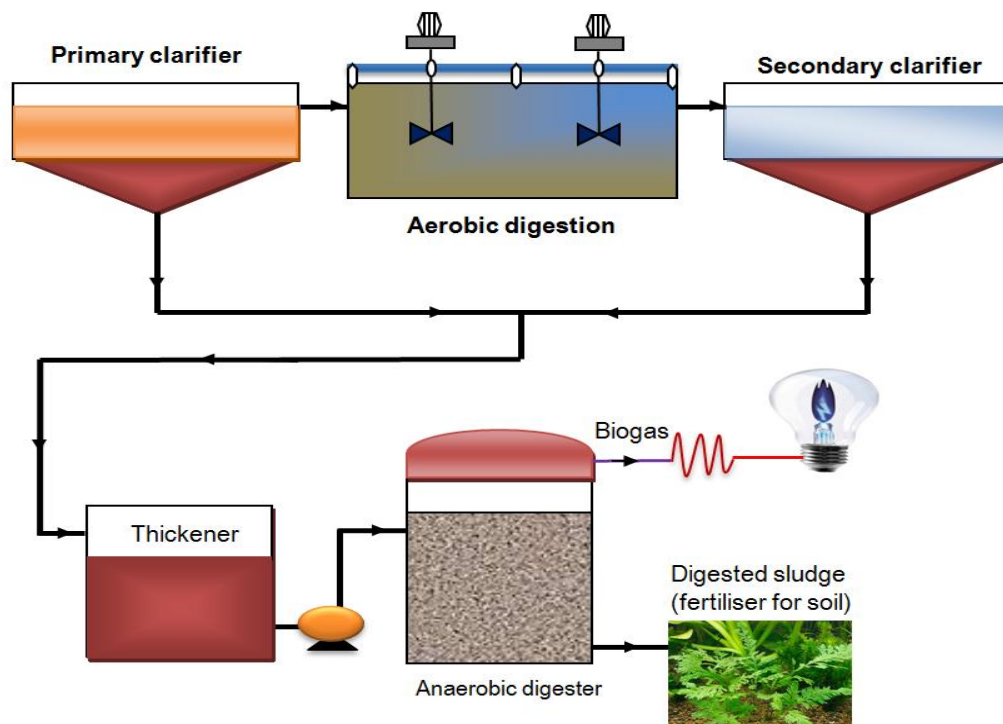 Primary clarifier
Secondary clarifier
Aerobic digestion
Biogas
Thickener
Digested sludge
(fertiliser for soil)
Anaerobic digester